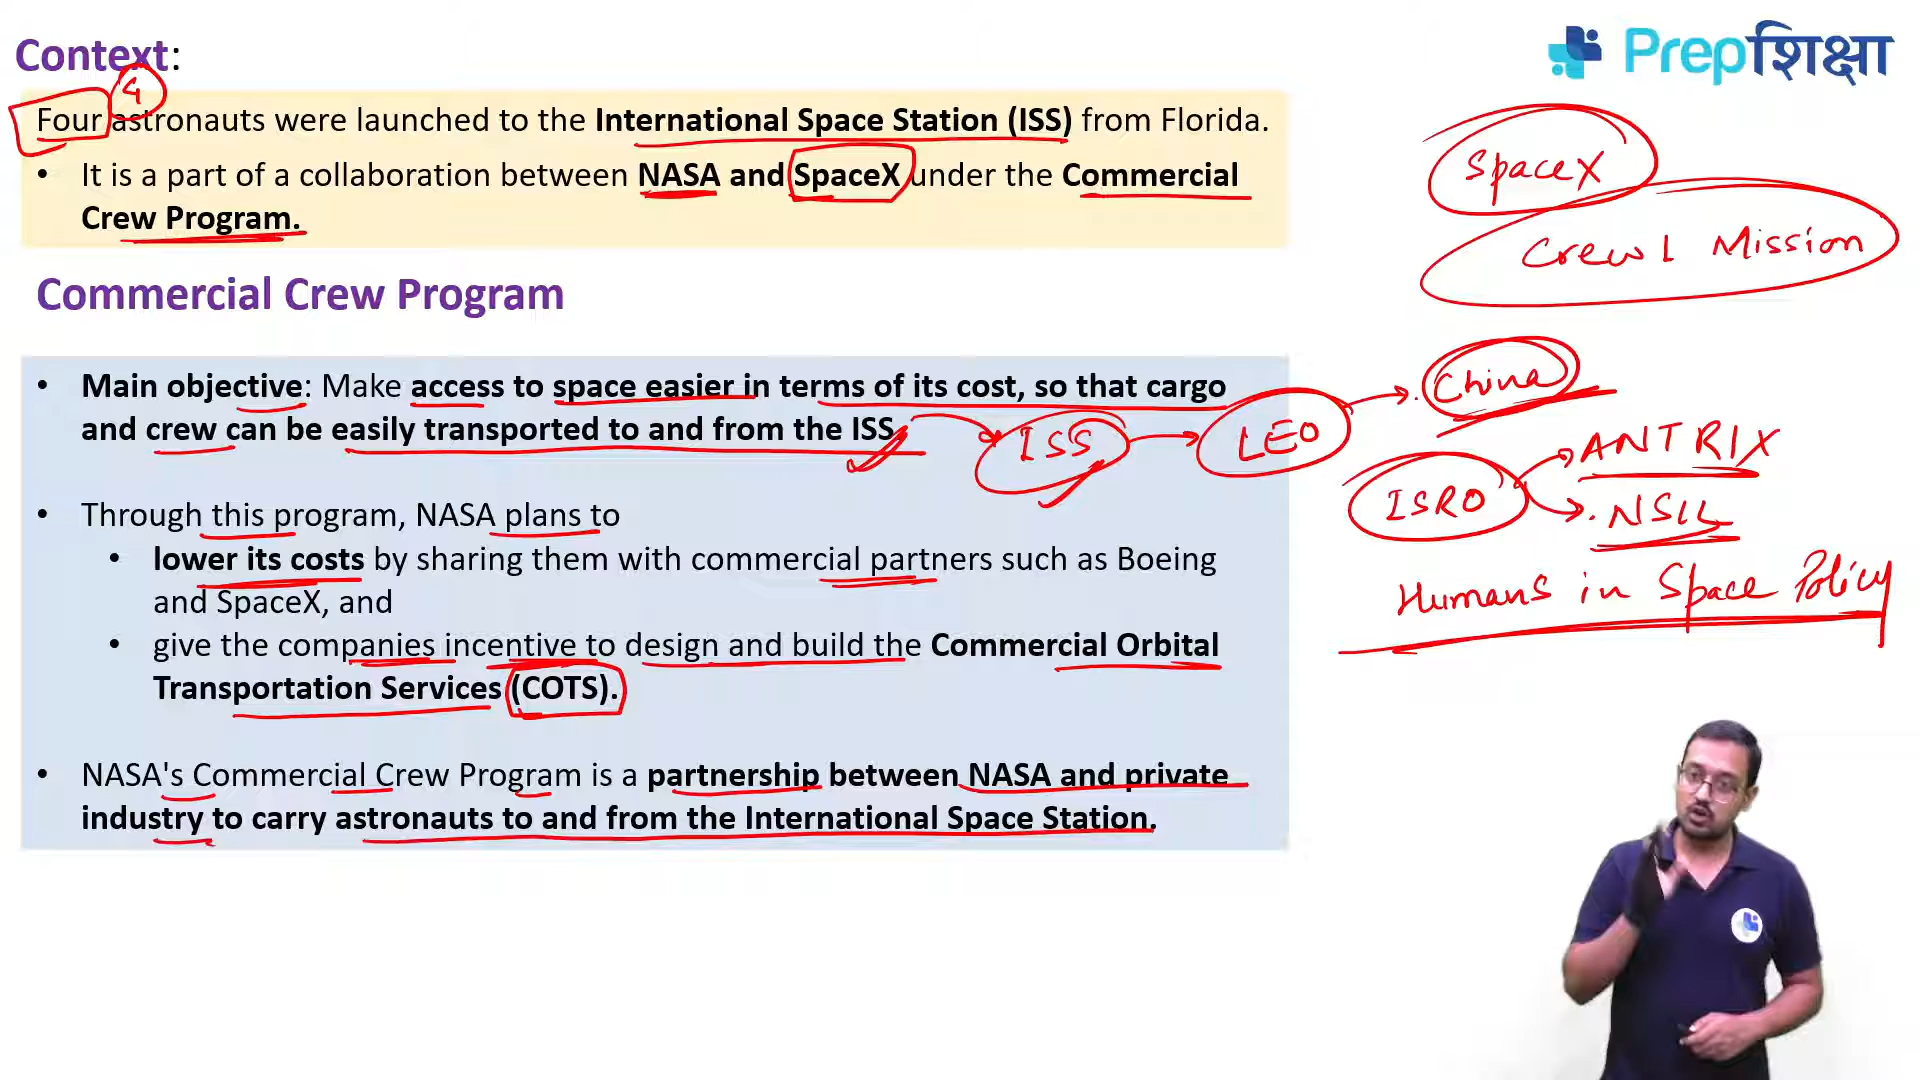 Prepशिक्षा
Context:
4
Four astronauts were launched to the International Space Station (ISS) from Florida.
• It is a part of a collaboration between NASA and SpaceX under the Commercial
Crew Program.
Commercial Crew Program
• Main objective: Make access to space easier in terms of its cost, so that cargo
and crew can be easily transported to and from the ISS
• Through this program, NASA plans to
• lower its costs by sharing them with commercial partners such as Boeing
and SpaceX, and
• give the companies incentive to design and build the Commercial Orbital
Transportation Services (COTS).
• NASA's Commercial Crew Program is a partnership between NASA and private
industry to carry astronauts to and from the International Space Station.
SpaceX
Crew 1 Mission
ISS
LEO
China
ISRO
ANTRIX
NSIL
Humans in Space Policy